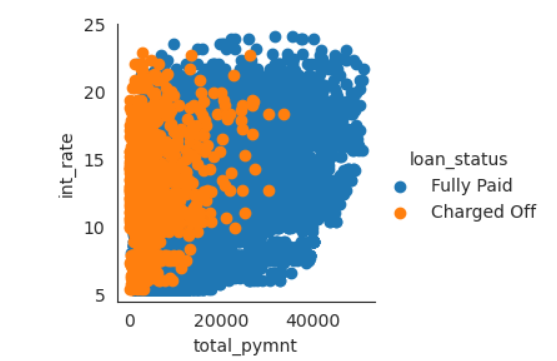 25
20
15
10
5
int_rate
0 20000 40000
total_pymnt
loan_status
Fully Paid
Charged Off